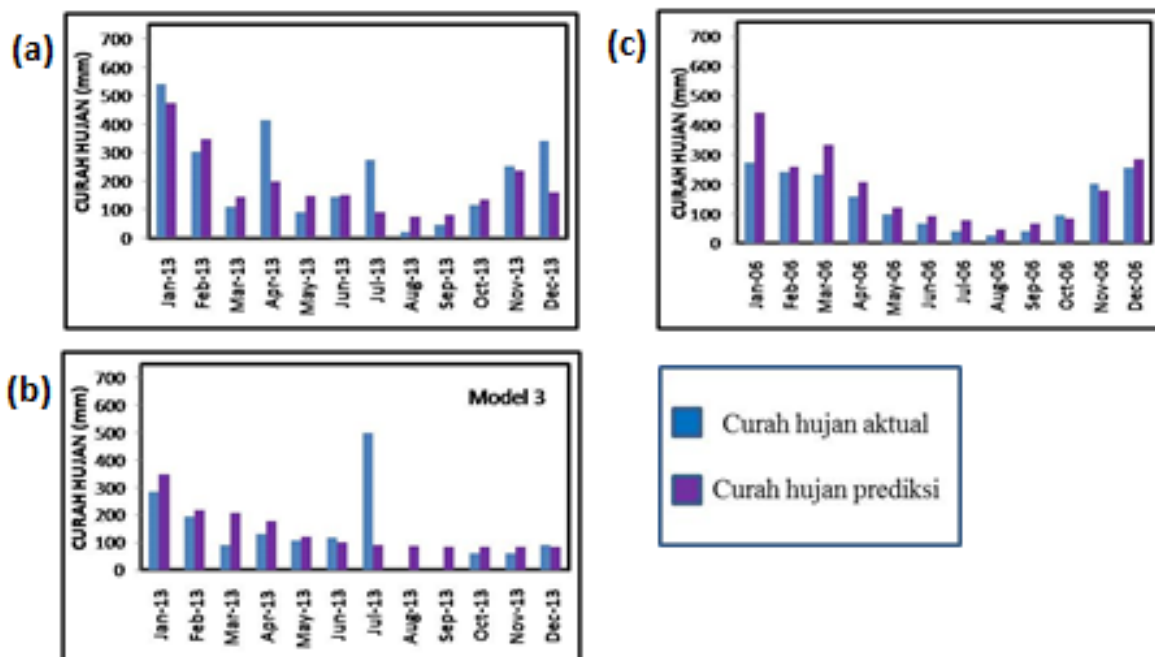 (a)
CURAH HUJAN (mm)
700
600
500
400
300
200
100
0
Jan-13
Feb-13
Mar-13
Apr-13
May-13
Jun-13
Jul-13
Aug-13
Sep-13
Oct-13
Nov-13
Dec-13
(c)
CURAH HUJAN (mm)
700
600
500
400
300
200
100
0
Jan-06
Feb-06
Mar-06
Apr-06
May-06
Jun-06
Jul-06
Aug-06
Sep-06
Oct-06
Nov-06
Dec-06
(b)
Model 3
CURAH HUJAN (mm)
700
600
500
400
300
200
100
0
Jan-13
Feb-13
Mar-13
Apr-13
May-13
Jun-13
Jul-13
Aug-13
Sep-13
Oct-13
Nov-13
Dec-13
Curah hujan aktual
Curah hujan prediksi